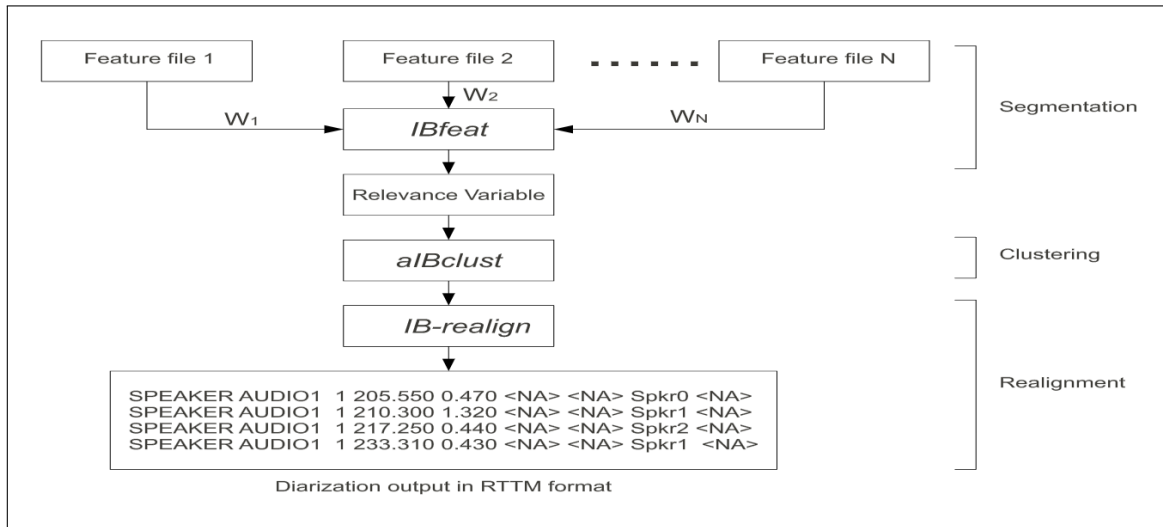 Feature file 1
Feature file 2
Feature file N
W1
W2
WN
IBfeat
Segmentation
Relevance Variable
aIBclust
Clustering
IB-realign
Realignment
SPEAKER AUDIO1 1 205.550 0.470 <NA> <NA> Spkr0 <NA>
SPEAKER AUDIO1 1 210.300 1.320 <NA> <NA> Spkr1 <NA>
SPEAKER AUDIO1 1 217.250 0.440 <NA> <NA> Spkr2 <NA>
SPEAKER AUDIO1 1 233.310 0.430 <NA> <NA> Spkr1 <NA>
Diarization output in RTTM format